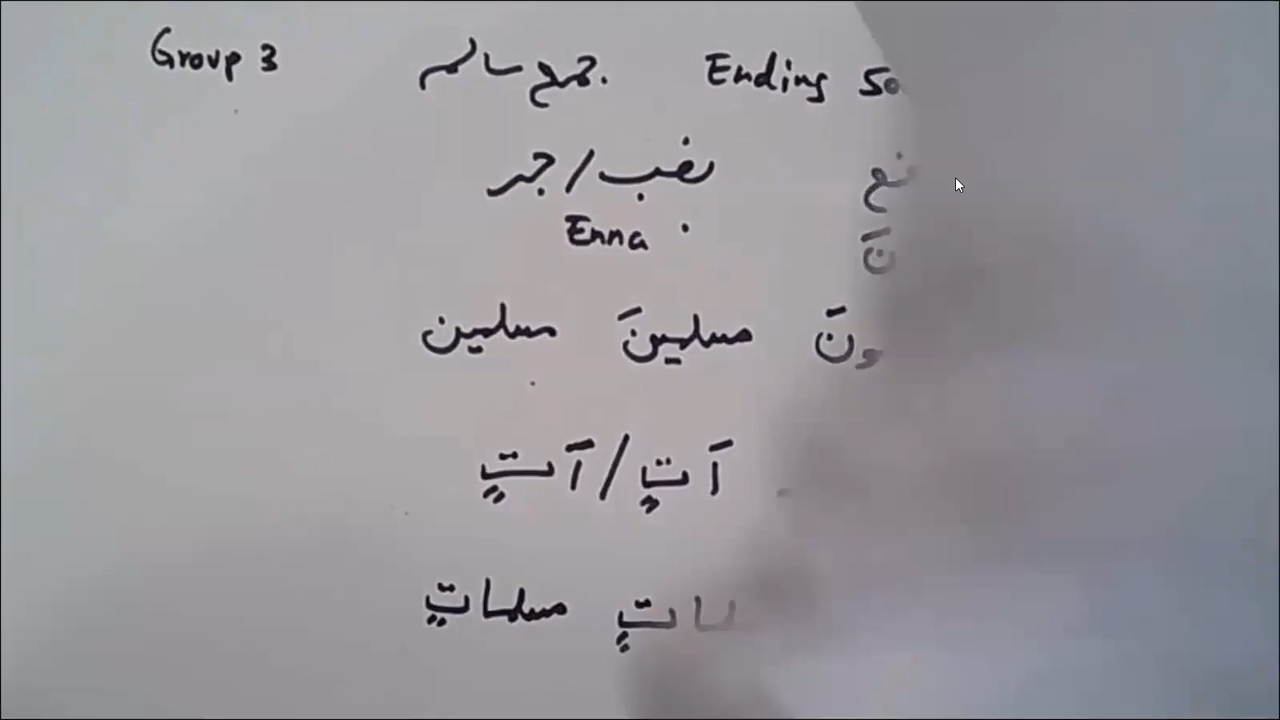 Group 3 جمع سالم Ending
نصب / جر
Enna
ونَ مسلمينَ مسلمين
آتٍ / آتٍ
اتٍ مسلماتٍ